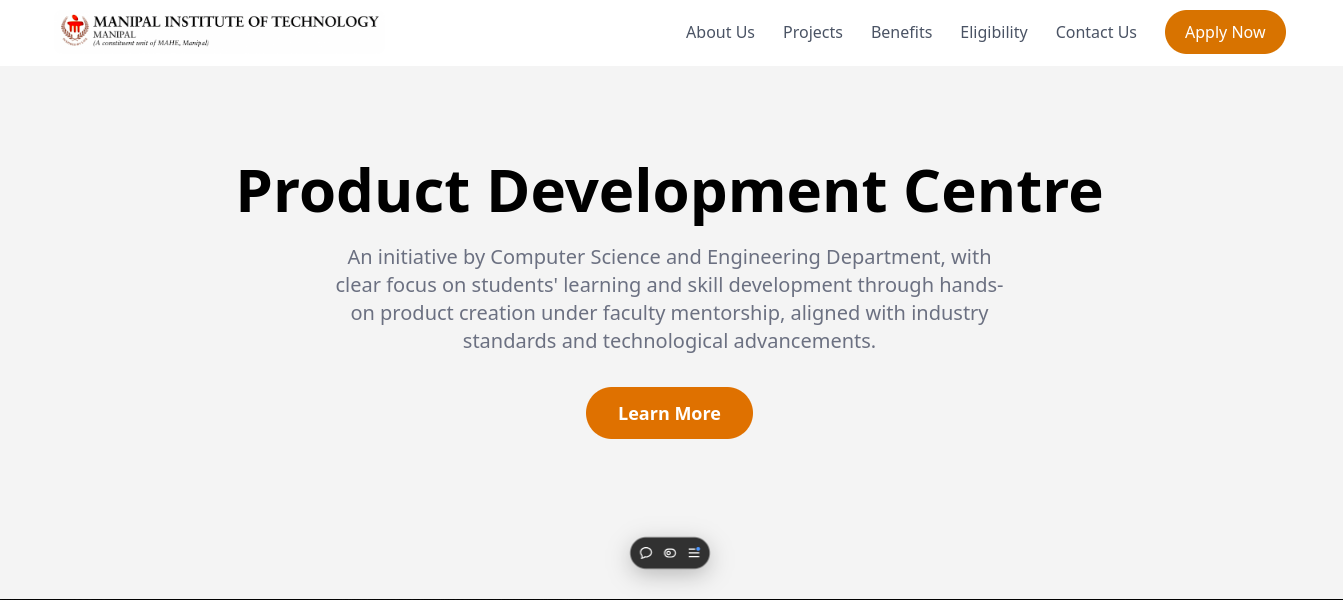 MANIPAL INSTITUTE OF TECHNOLOGY
MANIPAL
(A constituent unit of MAHE, Manipal)
About Us
Projects
Benefits
Eligibility
Contact Us
Apply Now
Product Development Centre
An initiative by Computer Science and Engineering Department, with
clear focus on students' learning and skill development through hands-
on product creation under faculty mentorship, aligned with industry
standards and technological advancements.
Learn More